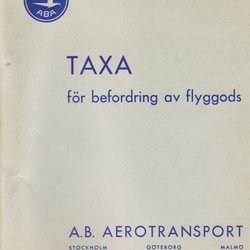 ABA
TAXA
för befordring av flyggods
A.B. AEROTRANSPORT
STOCKHOLM GÖTEBORG MALMÖ